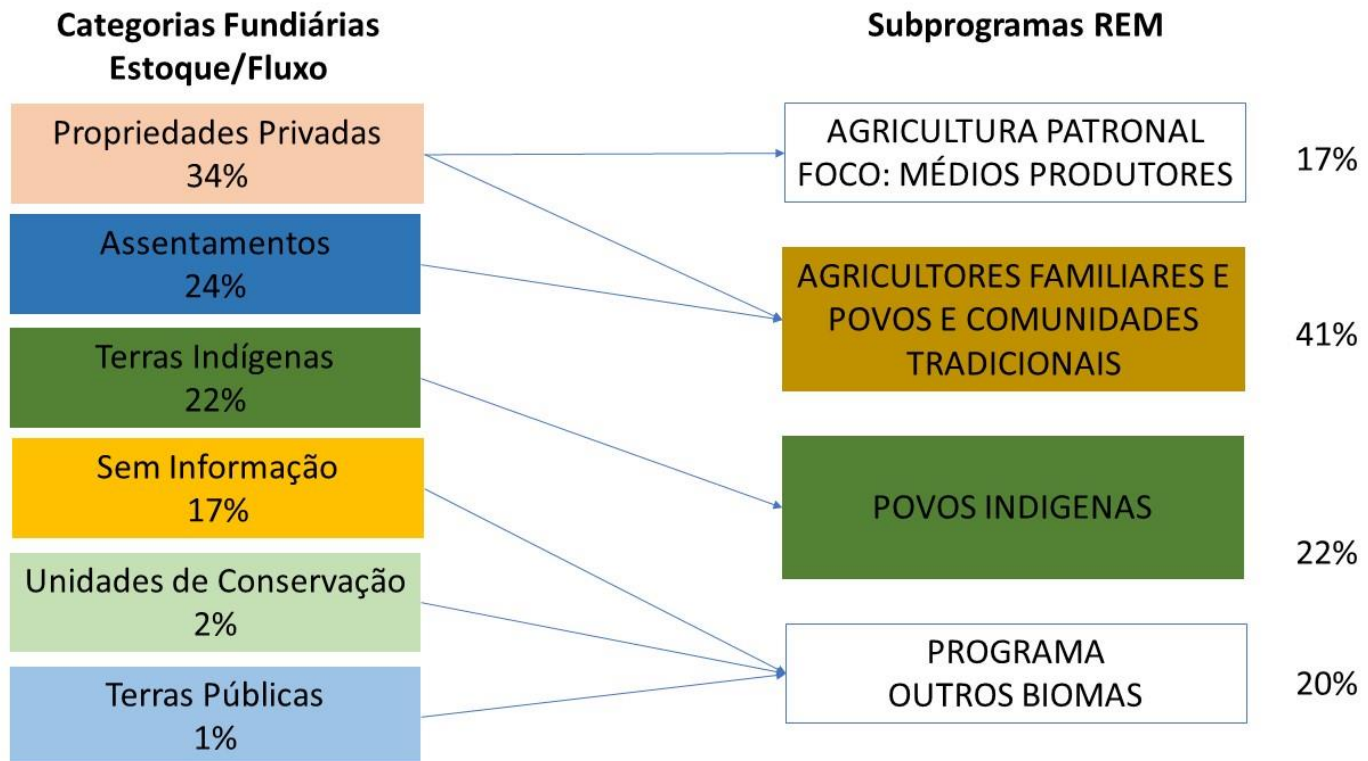 Categorias Fundiárias
Estoque/Fluxo
Propriedades Privadas
34%
Assentamentos
24%
Terras Indígenas
22%
Sem Informação
17%
Unidades de Conservação
2%
Terras Públicas
1%
Subprogramas REM
AGRICULTURA PATRONAL
FOCO: MÉDIOS PRODUTORES
17%
AGRICULTORES FAMILIARES E
POVOS E COMUNIDADES
TRADICIONAIS
41%
POVOS INDIGENAS
22%
PROGRAMA
OUTROS BIOMAS
20%